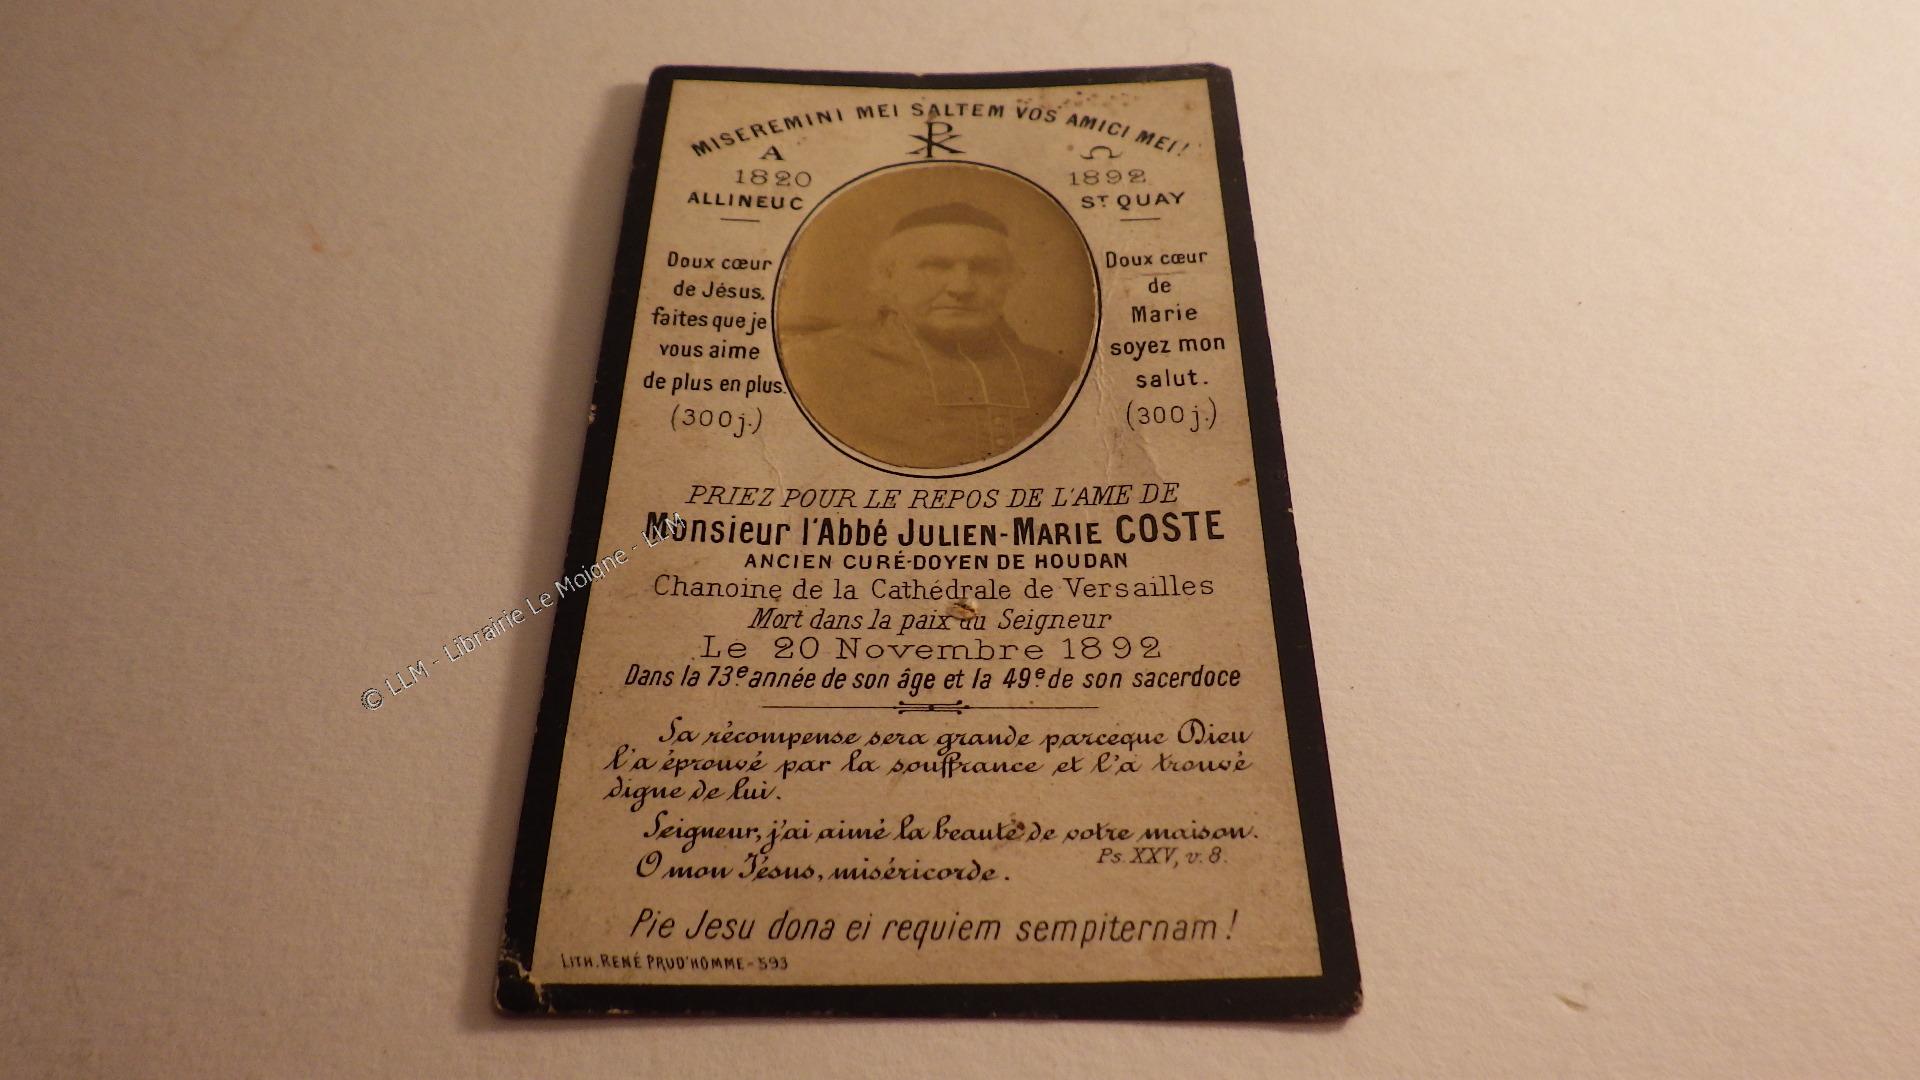 MISEREMINI MEI SALTEM VOS AMICI MEI!
A
1820
ALLINEUC
Ω
1892
ST QUAY
Doux cœur
de Jésus,
faites que je
vous aime
de plus en plus.
(300 j.)
Doux cœur
de
Marie
soyez mon
salut.
(300 j.)
PRIEZ POUR LE REPOS DE L'AME DE
Monsieur l'Abbé JULIEN-MARIE COSTE
ANCIEN CURÉ-DOYEN DE HOUDAN
Chanoine de la Cathédrale de Versailles
Mort dans la paix du Seigneur
Le 20 Novembre 1892
Dans la 73e année de son âge et la 49e de son sacerdoce
Sa récompense sera grande parceque Dieu
l'a éprouvé par la souffrance et l'a trouvé
digne de lui.
Seigneur, j'ai aimé la beauté de votre maison.
Ps. XXV, v. 8.
O mon Jésus, miséricorde.
Pie Jesu dona ei requiem sempiternam!
LITH. RENÉ PRUD'HOMME - 593
© LLM - Librairie Le Moigne - LLM